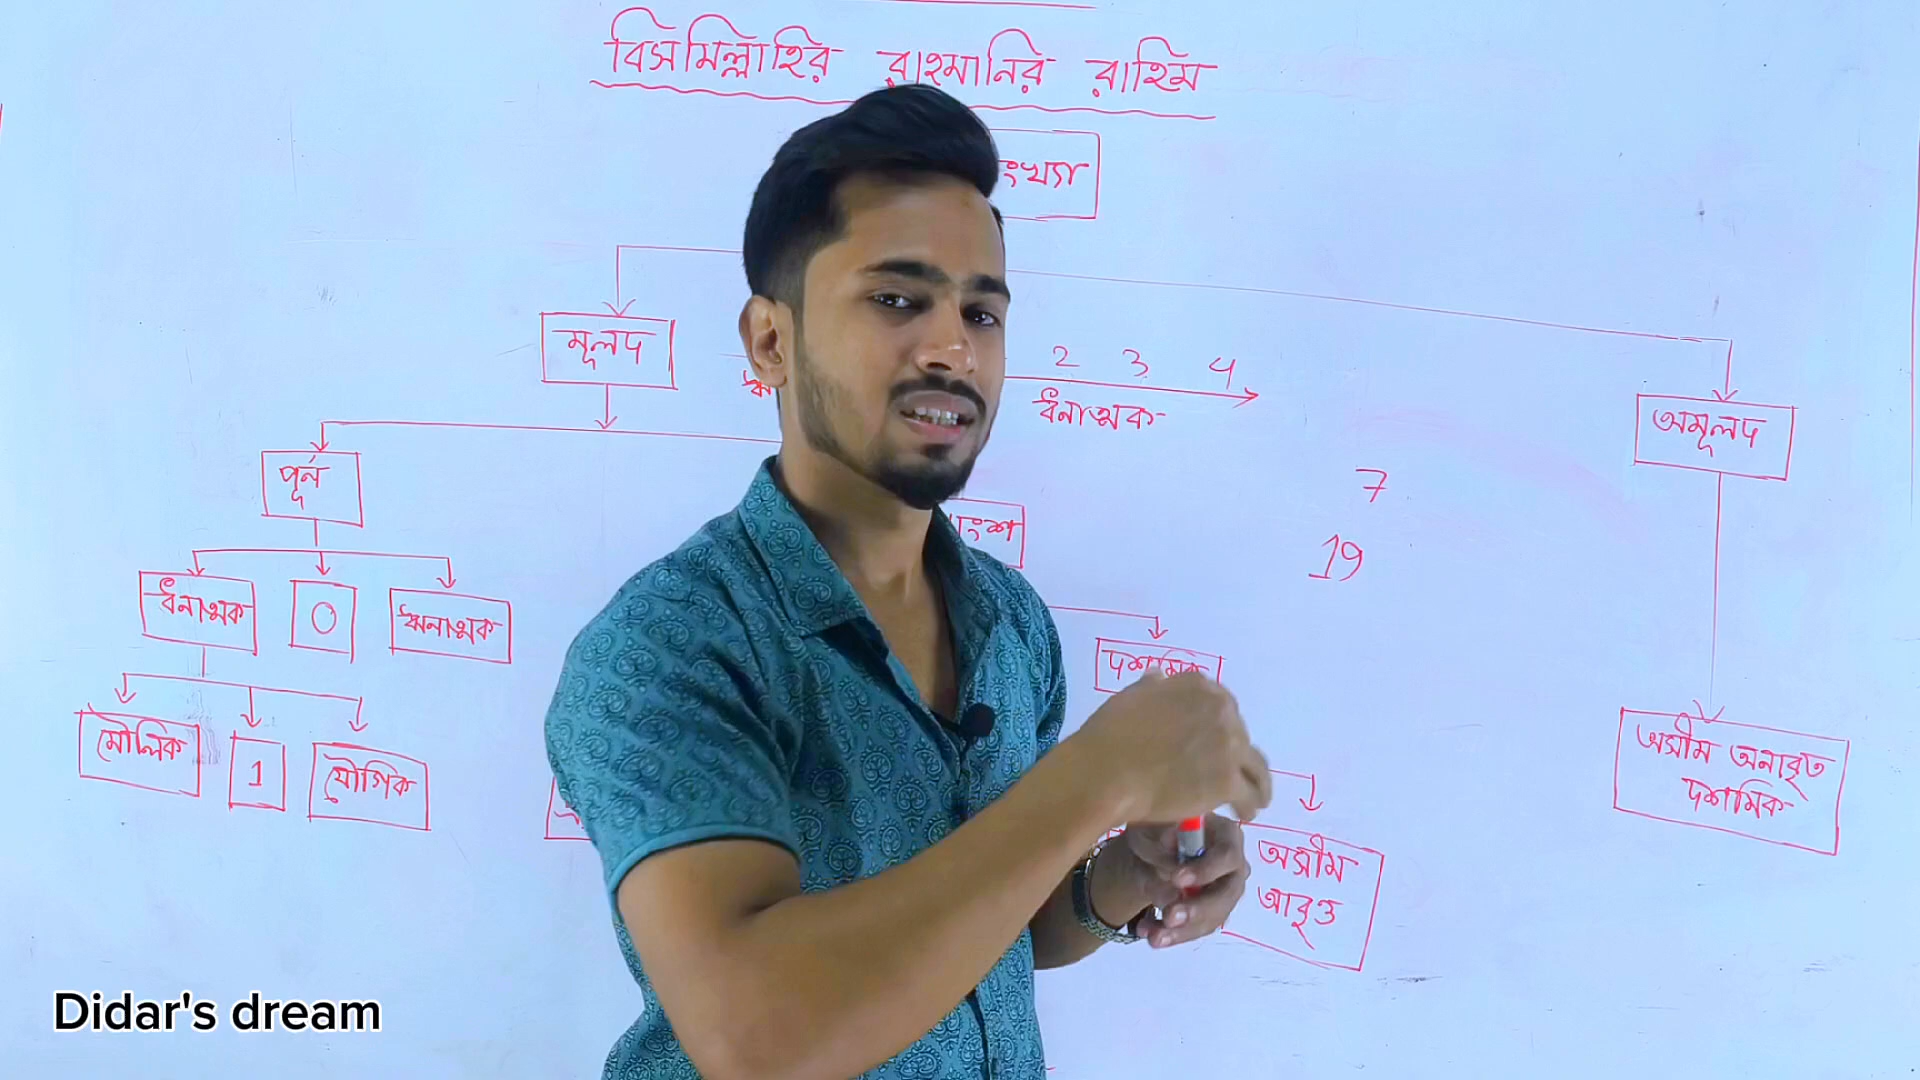 বিসমিল্লাহির রাহমানির রাহিম
মূলদ
2 3 4
ধনাত্মক
অমূলদ
পূর্ন
7
19
ধনাত্মক
0
ঋনাত্মক
দশমিক
মৌলিক
1
যৌগিক
অসীম অনাবৃত
দশমিক
অসীম
আবৃত্ত
Didar's dream